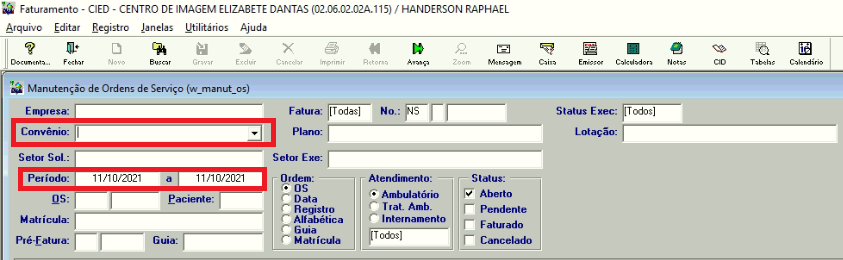 Faturamento - CIED - CENTRO DE IMAGEM ELIZABETE DANTAS (02.06.02.02A.115) / HANDERSON RAPHAEL
Arquivo Editar Registro Janelas Utilitários Ajuda
Documenta... Fechar Novo Buscar Gravar Excluir Cancelar Imprimir Retorna Avança Zoom Mensagem Caixa Emissor Calculadora Notas CID Tabelas Calendário
Manutenção de Ordens de Serviço (w_manut_os)
Empresa: Fatura: [Todas] No.: NS Status Exec: [Todos]
Convênio: Plano: Lotação:
Setor Sol.: Setor Exe:
Período: 11/10/2021 a 11/10/2021
OS: Paciente:
Matrícula:
Pré-Fatura: Guia:
Ordem:
OS
Data
Registro
Alfabética
Guia
Matrícula
Atendimento:
Ambulatório
Trat. Amb.
Internamento
[Todos]
Status:
Aberto
Pendente
Faturado
Cancelado